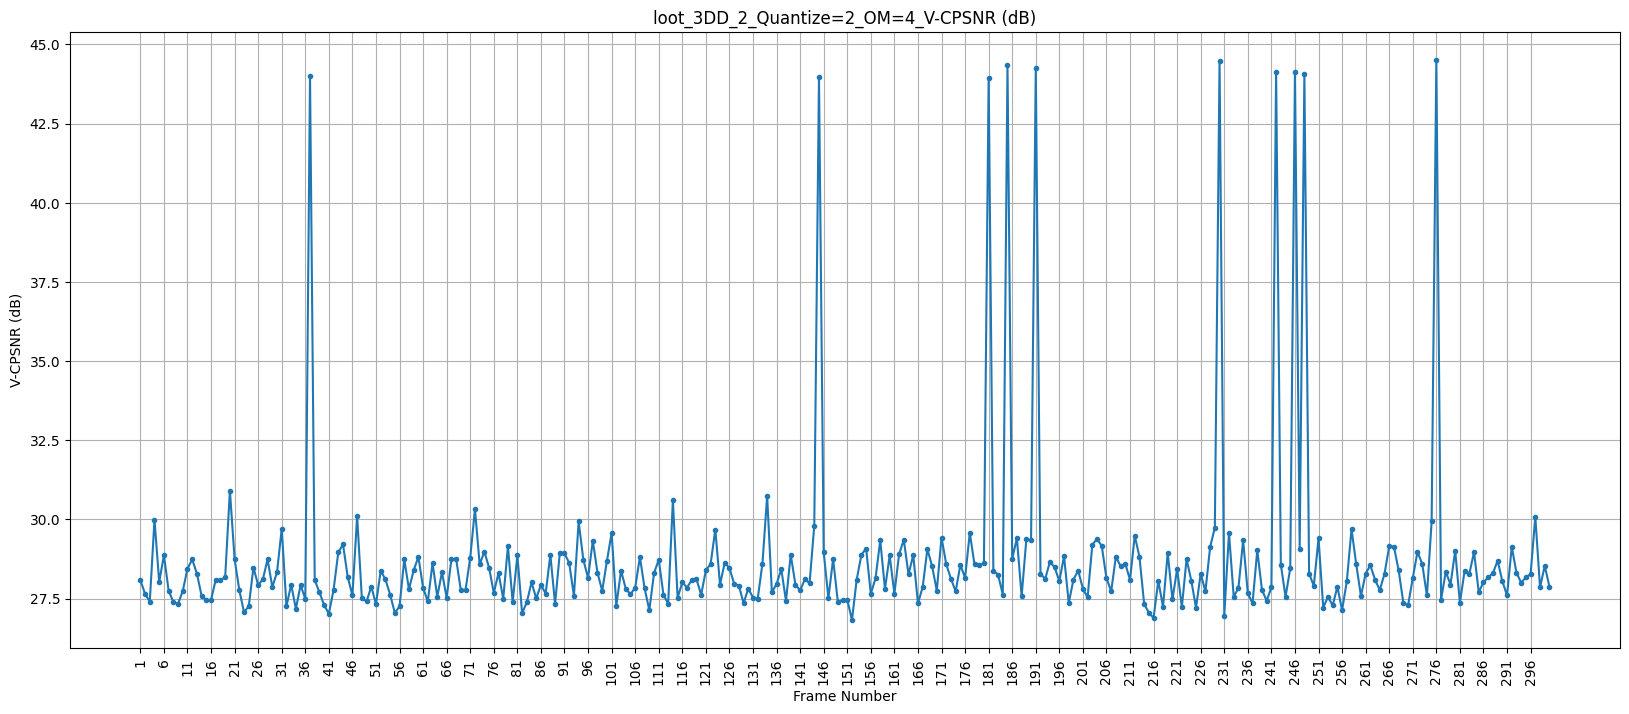 loot_3DD_2_Quantize=2_OM=4_V-CPSNR (dB)
45.0
42.5
40.0
37.5
35.0
32.5
30.0
27.5
V-CPSNR (dB)
1 6 11 16 21 26 31 36 41 46 51 56 61 66 71 76 81 86 91 96 101 106 111 116 121 126 131 136 141 146 151 156 161 166 171 176 181 186 191 196 201 206 211 216 221 226 231 236 241 246 251 256 261 266 271 276 281 286 291 296
Frame Number